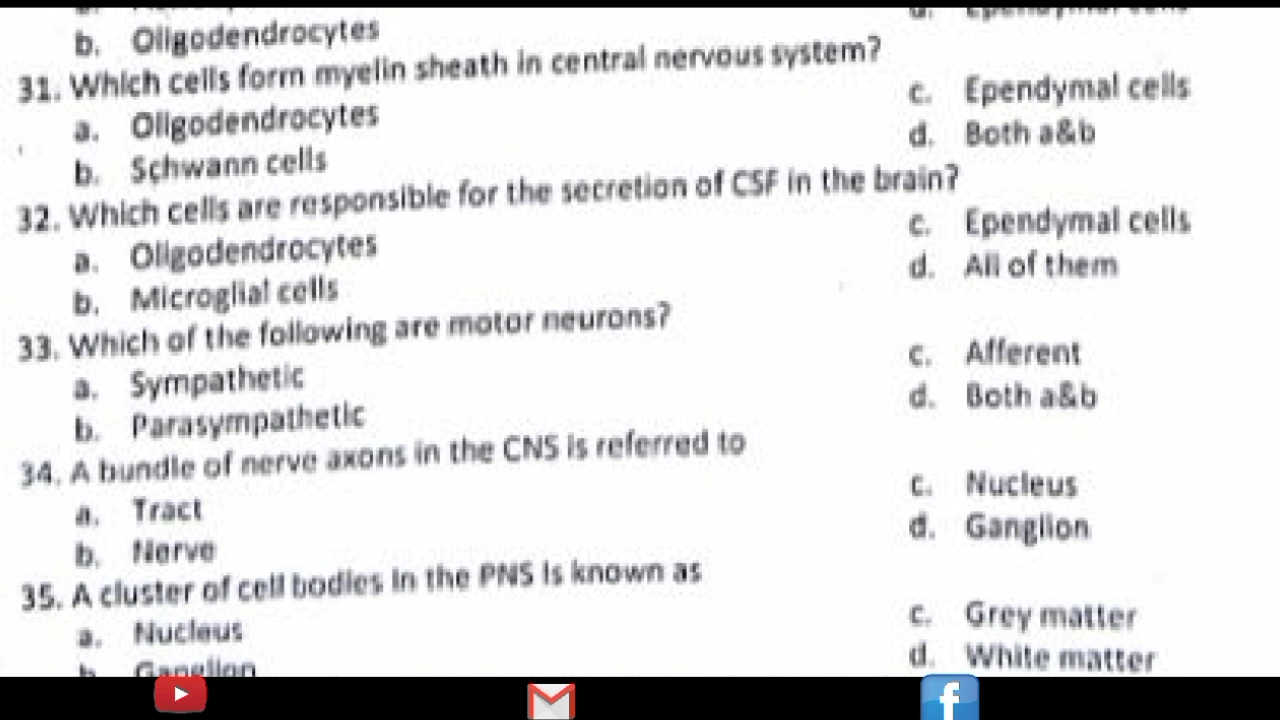 b. Oligodendrocytes
31. Which cells form myelin sheath in central nervous system?
a. Oligodendrocytes
b. Schwann cells
c. Ependymal cells
d. Both a&b
32. Which cells are responsible for the secretion of CSF in the brain?
a. Oligodendrocytes
b. Microglial cells
c. Ependymal cells
d. All of them
33. Which of the following are motor neurons?
a. Sympathetic
b. Parasympathetic
c. Afferent
d. Both a&b
34. A bundle of nerve axons in the CNS is referred to
a. Tract
b. Nerve
c. Nucleus
d. Ganglion
35. A cluster of cell bodies in the PNS is known as
a. Nucleus
b. Ganglion
c. Grey matter
d. White matter